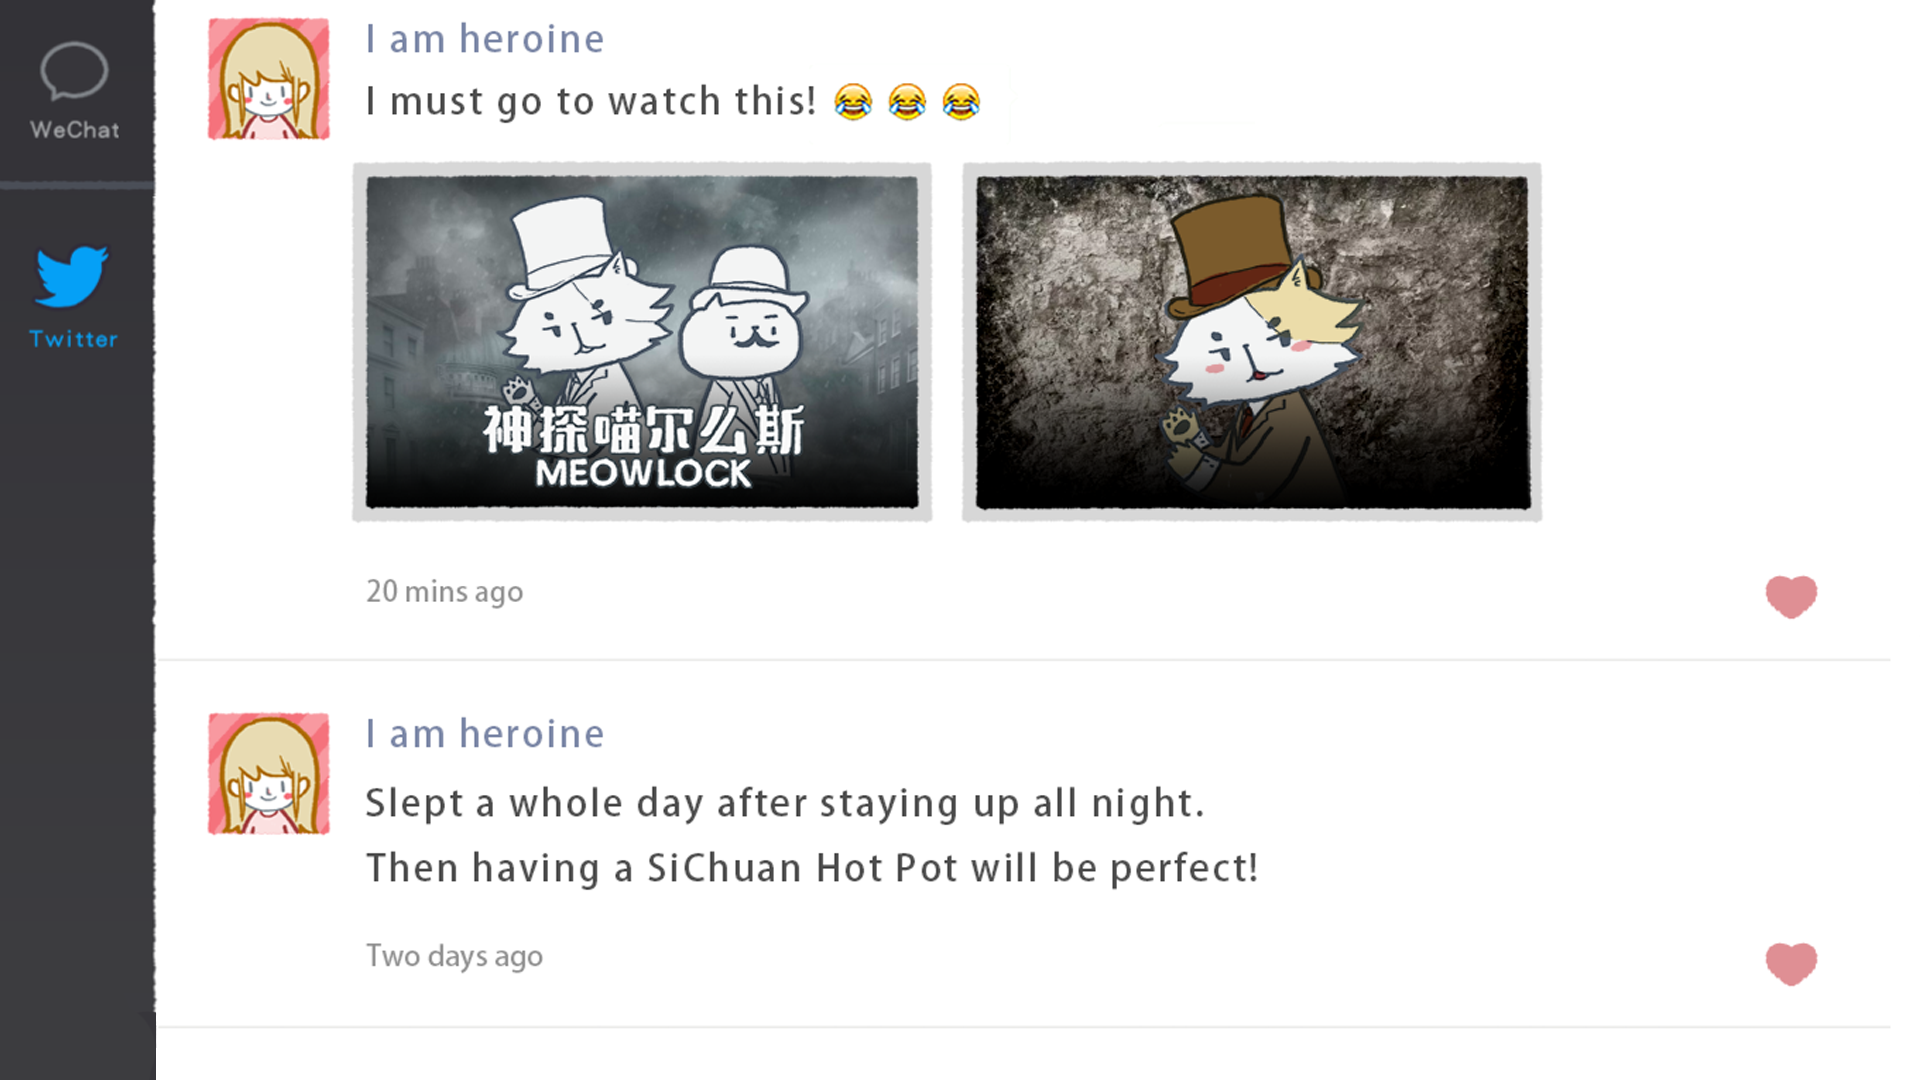 WeChat
Twitter
I am heroine
I must go to watch this! 😂 😂 😂
神探喵尔么斯
MEOWLOCK
20 mins ago
I am heroine
Slept a whole day after staying up all night.
Then having a SiChuan Hot Pot will be perfect!
Two days ago